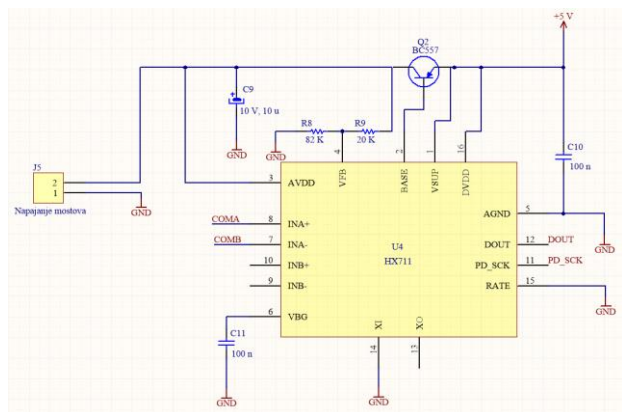 +5 V
Q2
BC557
C9
10 V, 10 u
R8
82 K
R9
20 K
GND
GND
C10
100 n
J5
2
1
Napajanje mostova
GND
4
2
1
16
VFB
BASE
VSUP
DVDD
3
AVDD
AGND
5
GND
COMA
8
INA+
COMB
7
INA-
U4
HX711
DOUT
12
DOUT
10
INB+
PD_SCK
11
PD_SCK
9
INB-
RATE
15
GND
6
VBG
XI
XO
14
13
C11
100 n
GND
GND